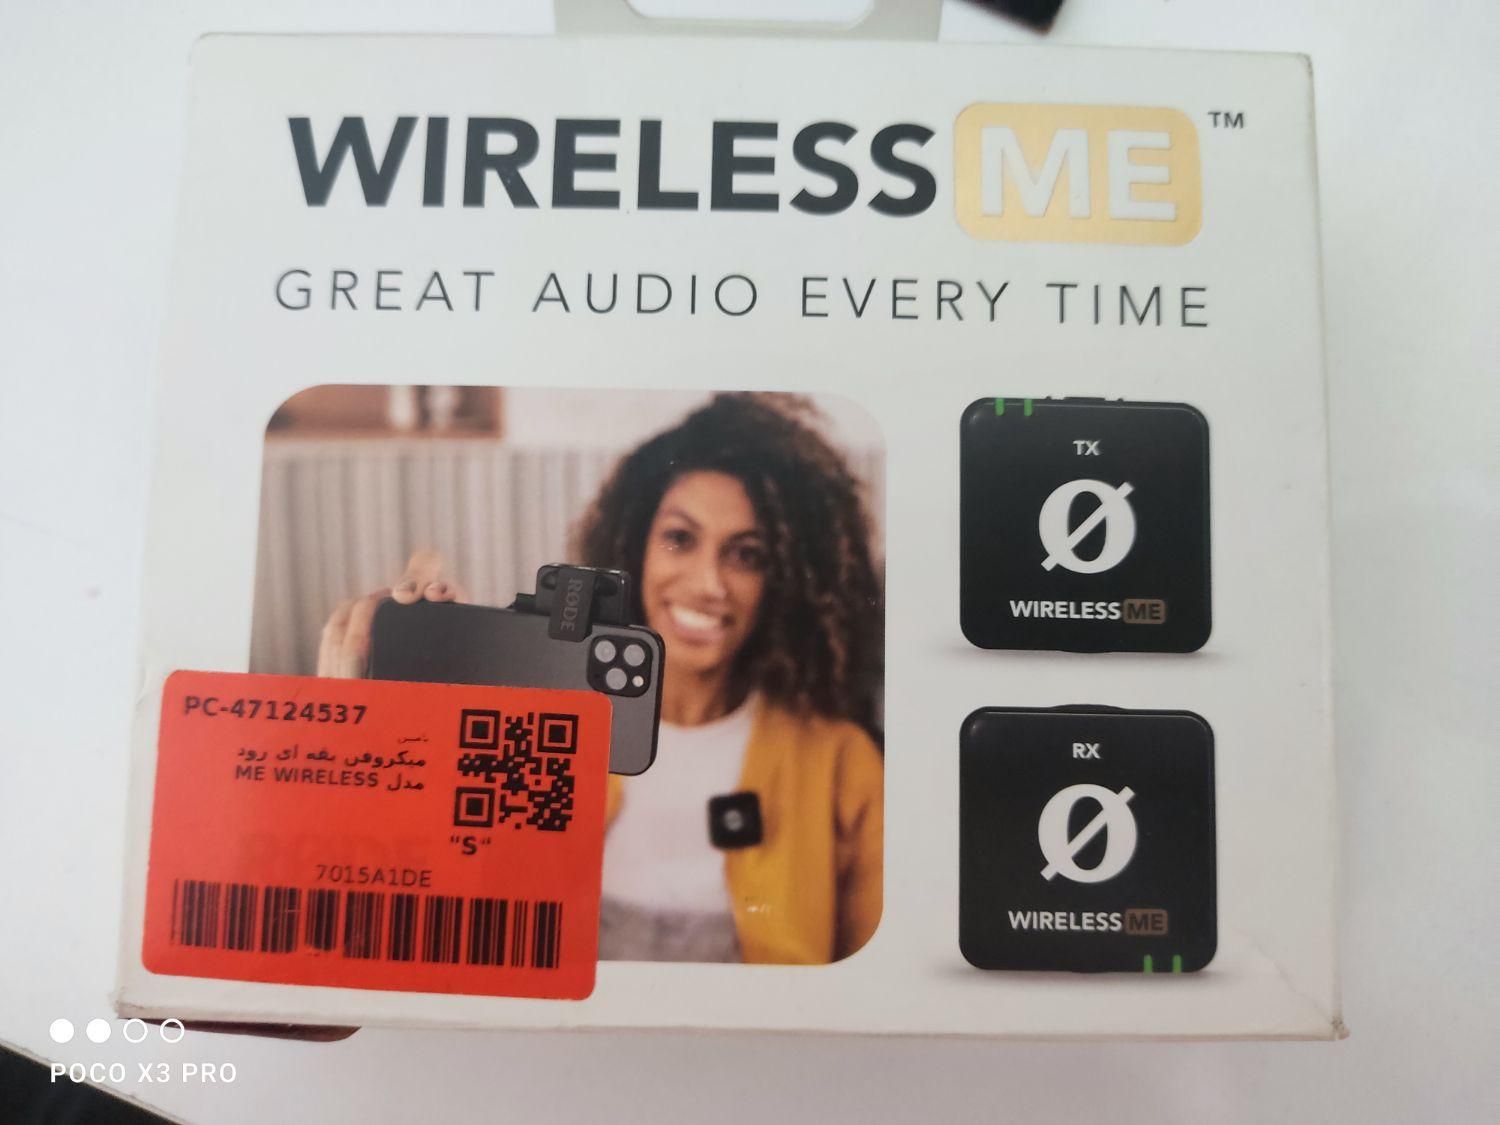 WIRELESS ME™
GREAT AUDIO EVERY TIME
RØDE
TX
WIRELESS ME
RX
WIRELESS ME
PC-47124537
میکروفن یقه ای رود
مدل ME WIRELESS
"S"
7015A1DE
POCO X3 PRO